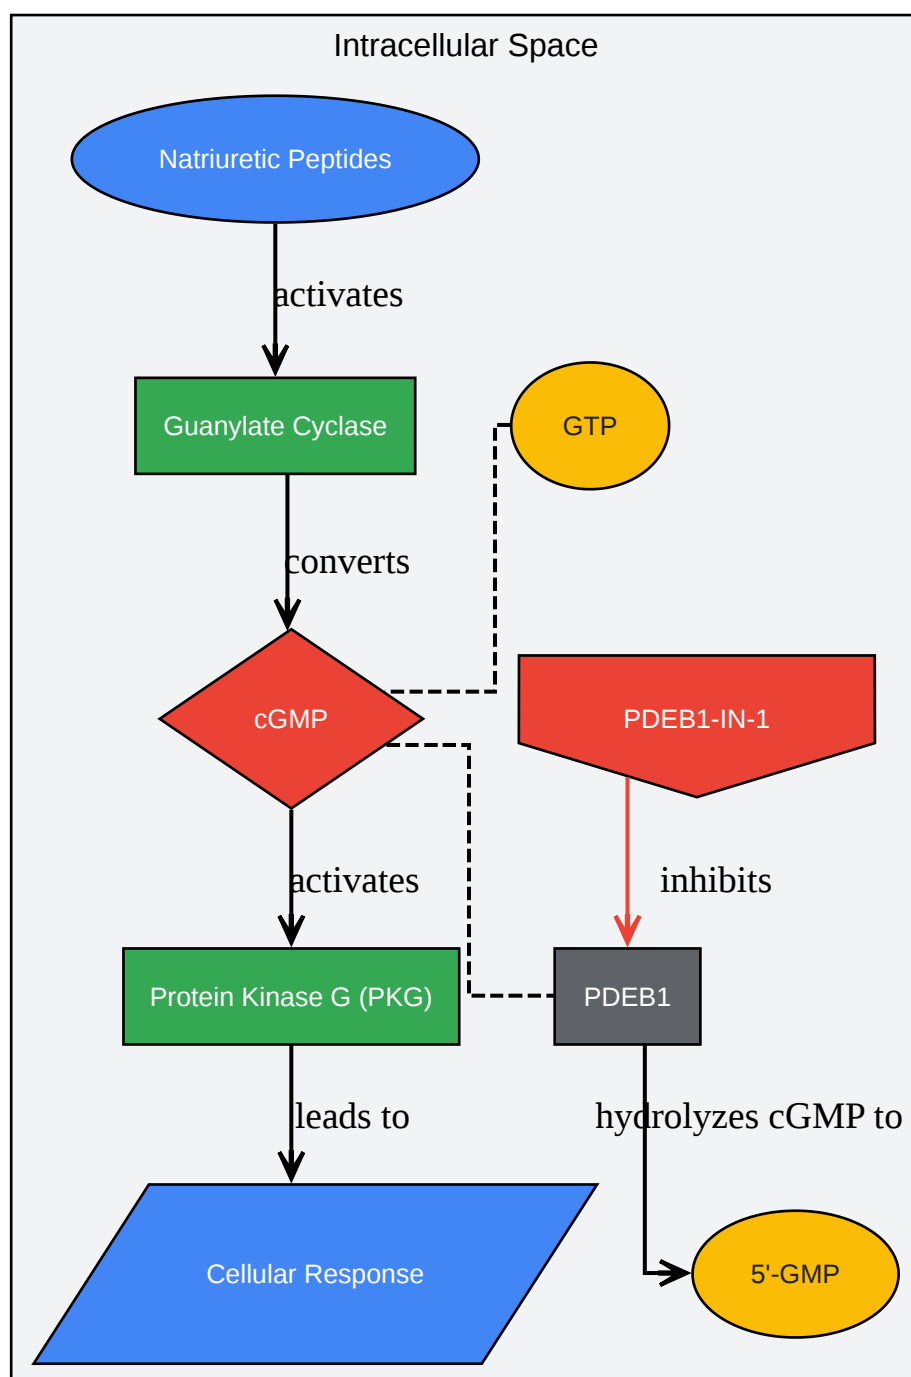 Intracellular Space
Natriuretic Peptides
activates
Guanylate Cyclase
GTP
converts
cGMP
PDEB1-IN-1
activates
inhibits
Protein Kinase G (PKG)
PDEB1
leads to
hydrolyzes cGMP to
Cellular Response
5'-GMP